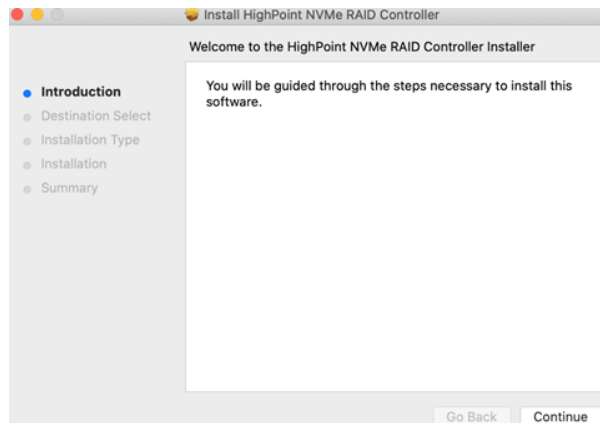 Install HighPoint NVMe RAID Controller
Welcome to the HighPoint NVMe RAID Controller Installer
Introduction
Destination Select
Installation Type
Installation
Summary
You will be guided through the steps necessary to install this
software.
Go Back
Continue